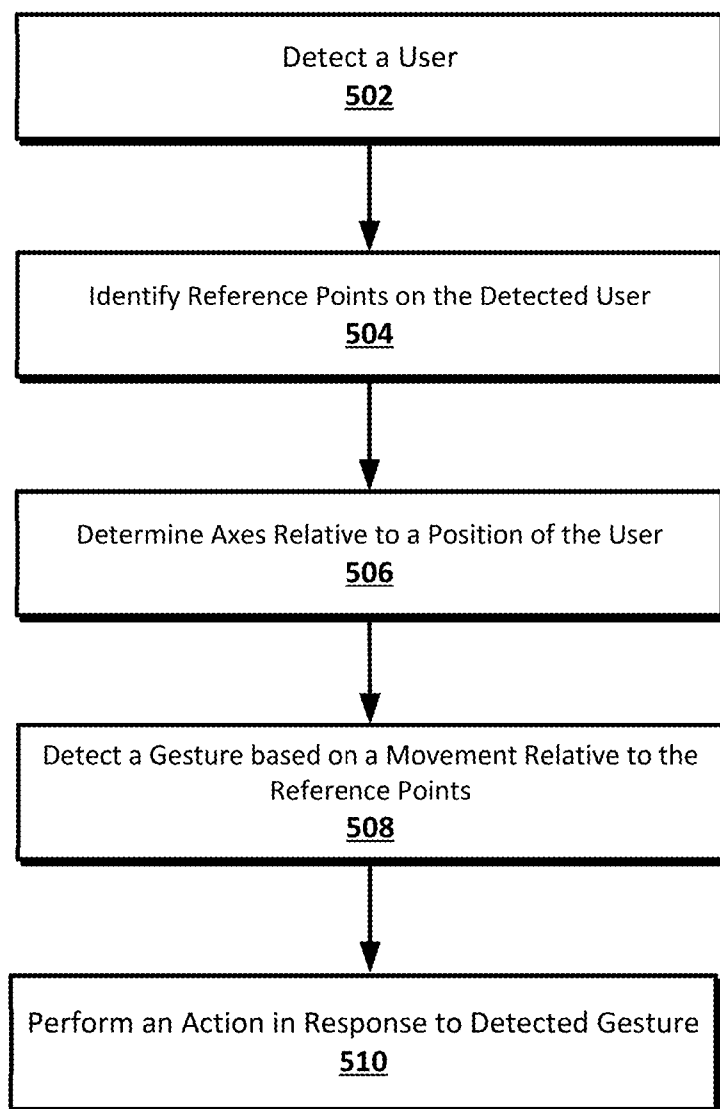 Detect a User
502
Identify Reference Points on the Detected User
504
Determine Axes Relative to a Position of the User
506
Detect a Gesture based on a Movement Relative to the
Reference Points
508
Perform an Action in Response to Detected Gesture
510